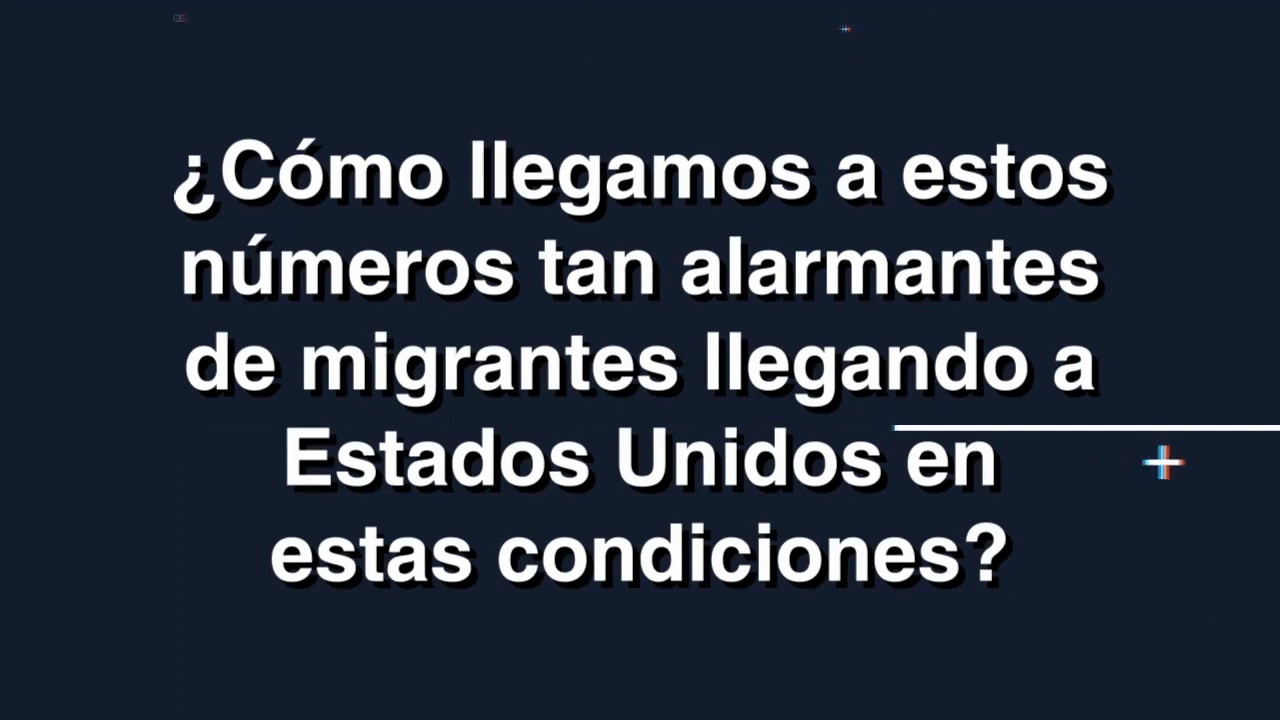 ¿Cómo llegamos a estos
números tan alarmantes
de migrantes llegando a
Estados Unidos en
estas condiciones?